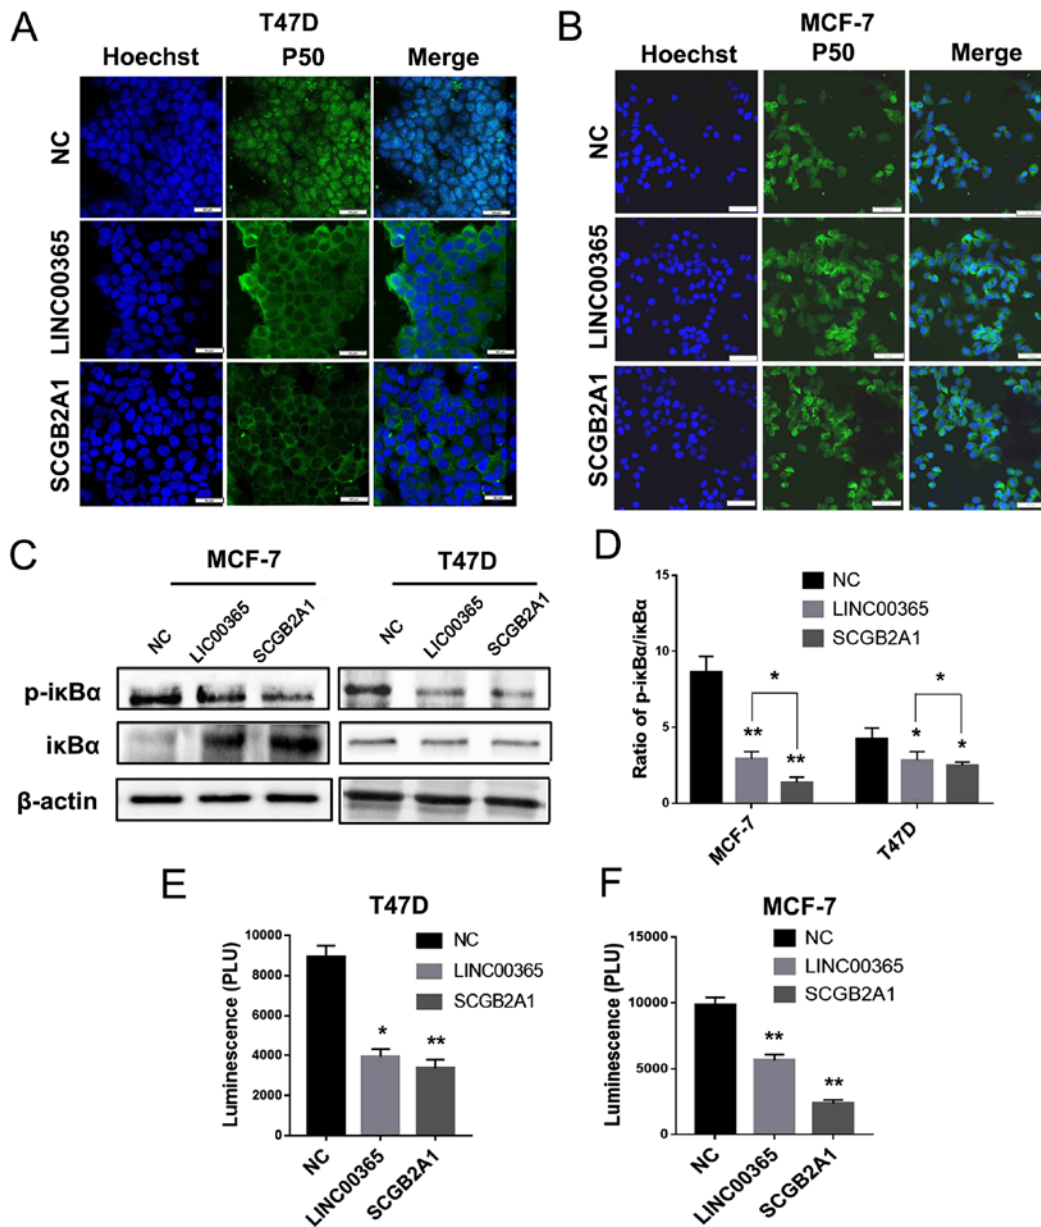 A
T47D
Hoechst P50 Merge
NC
LINC00365
SCGB2A1
B
MCF-7
Hoechst P50 Merge
NC
LINC00365
SCGB2A1
C
MCF-7 T47D
NC LIC00365 SCGB2A1 NC LIC00365 SCGB2A1
p-iκBα
iκBα
β-actin
D
Ratio of p-iκBα/iκBα
15
10
5
0
NC
LINC00365
SCGB2A1
*
*
** ** * *
MCF-7 T47D
E
T47D
Luminescence (PLU)
10000
8000
6000
4000
2000
0
NC
LINC00365
SCGB2A1
* **
NC LINC00365 SCGB2A1
F
MCF-7
Luminescence (PLU)
15000
10000
5000
0
NC
LINC00365
SCGB2A1
** **
NC LINC00365 SCGB2A1